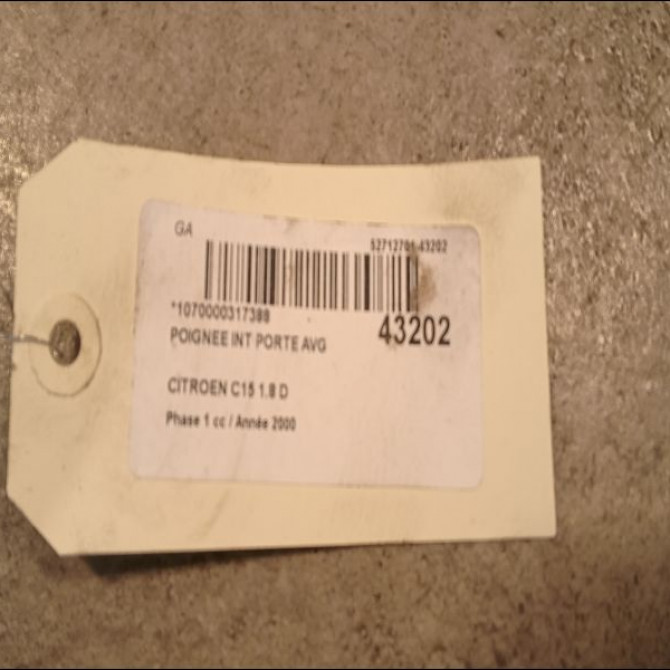 GA
52712701-43202
*1070000317388
43202
POIGNEE INT PORTE AVG
CITROEN C15 1.8 D
Phase 1 cc / Année 2000